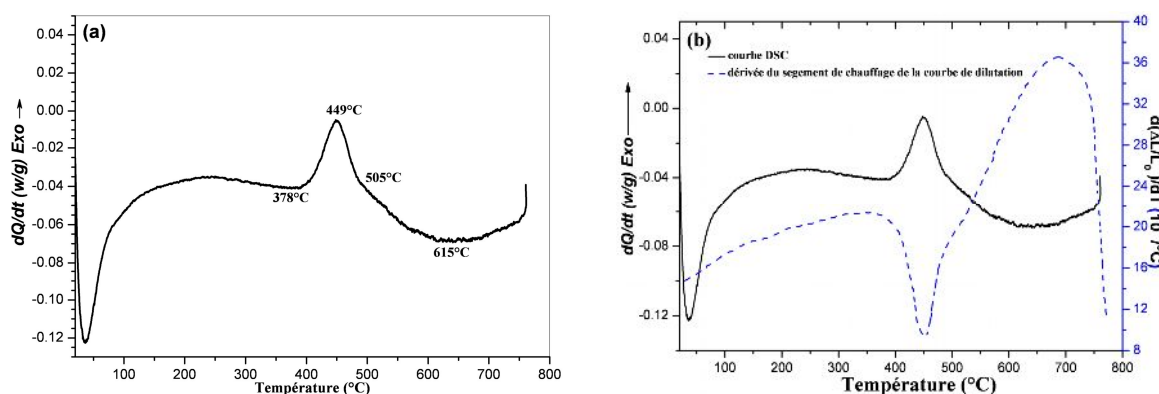 (a)
0.04
0.02
0.00
-0.02
-0.04
-0.06
-0.08
-0.10
-0.12
dQ/dt (w/g) Exo
449°C
378°C
505°C
615°C
100 200 300 400 500 600 700 800
Température (°C)
(b)
courbe DSC
dérivée du segement de chauffage de la courbe de dilatation
0.04
0.00
-0.04
-0.08
-0.12
dQ/dt (w/g) Exo
100 200 300 400 500 600 700 800
Température (°C)
40
36
32
28
24
20
16
12
8